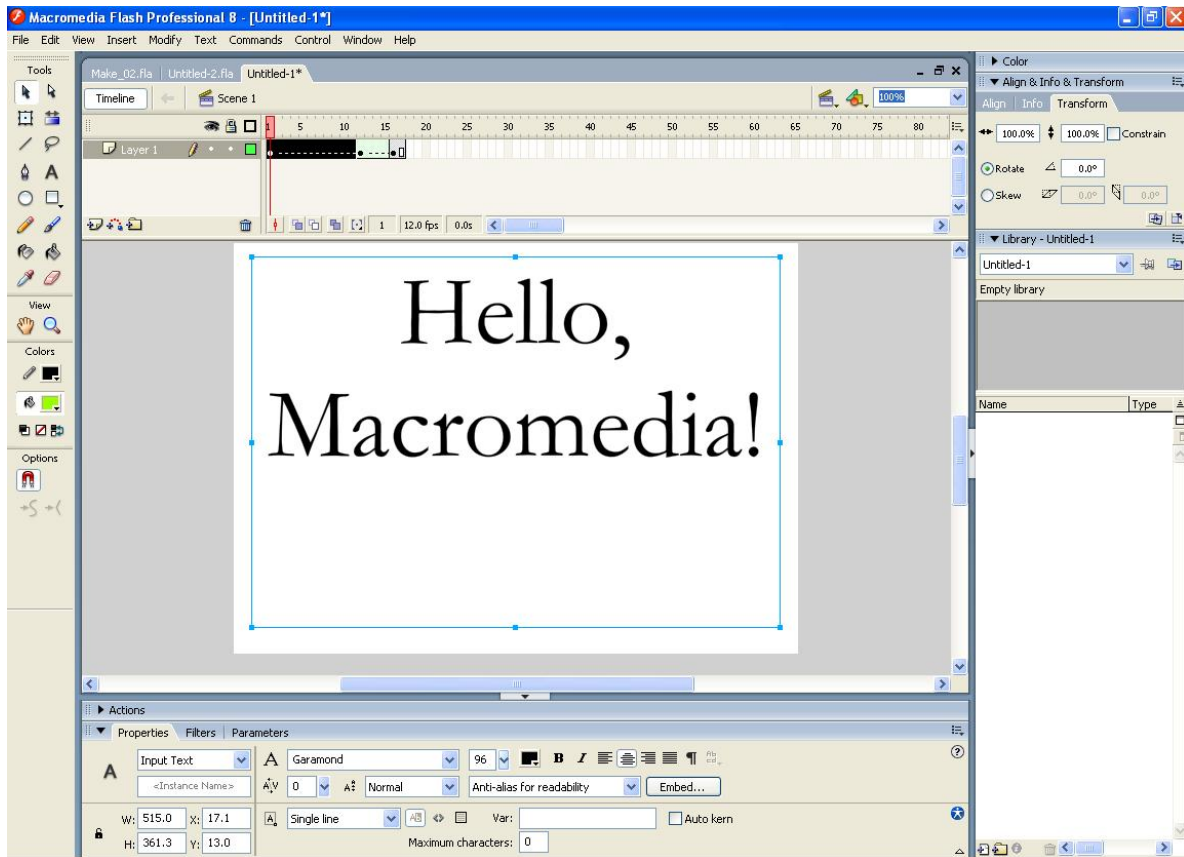 Macromedia Flash Professional 8 - [Untitled-1*]
File Edit View Insert Modify Text Commands Control Window Help
Tools
View
Colors
Options
Make_02.fla Untitled-2.fla Untitled-1*
Timeline Scene 1 100%
1 5 10 15 20 25 30 35 40 45 50 55 60 65 70 75 80
Layer 1
1 12.0 fps 0.0s
Hello,
Macromedia!
Actions
Properties Filters Parameters
A Input Text A Garamond 96 B I
<Instance Name> A/V 0 Normal Anti-alias for readability Embed...
W: 515.0 X: 17.1 Single line Var: Auto kern
H: 361.3 Y: 13.0 Maximum characters: 0
Color
Align & Info & Transform
Align Info Transform
100.0% 100.0% Constrain
Rotate 0.0°
Skew 0.0° 0.0°
Library - Untitled-1
Untitled-1
Empty library
Name Type